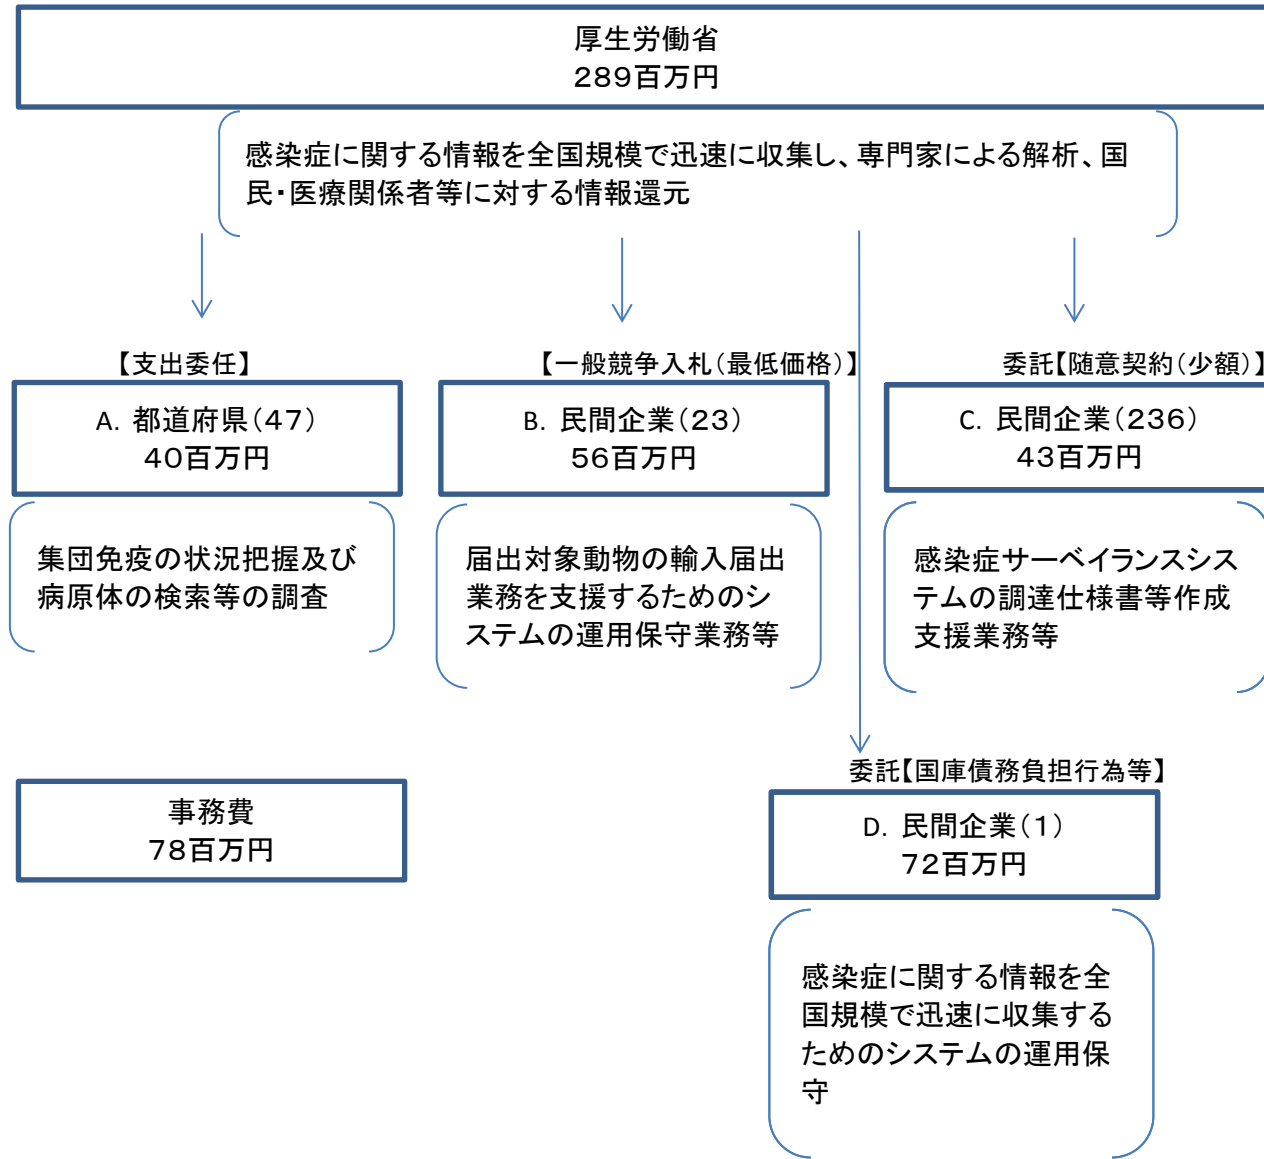 厚生労働省
289百万円
感染症に関する情報を全国規模で迅速に収集し、専門家による解析、国
民・医療関係者等に対する情報還元
【支出委任】
A. 都道府県（47）
40百万円
集団免疫の状況把握及び
病原体の検索等の調査
【一般競争入札（最低価格）】
B. 民間企業（23）
56百万円
届出対象動物の輸入届出
業務を支援するためのシ
ステムの運用保守業務等
委託【随意契約（少額）】
C. 民間企業（236）
43百万円
感染症サーベイランスシス
テムの調達仕様書等作成
支援業務等
事務費
78百万円
委託【国庫債務負担行為等】
D. 民間企業（1）
72百万円
感染症に関する情報を全
国規模で迅速に収集する
ためのシステムの運用保
守